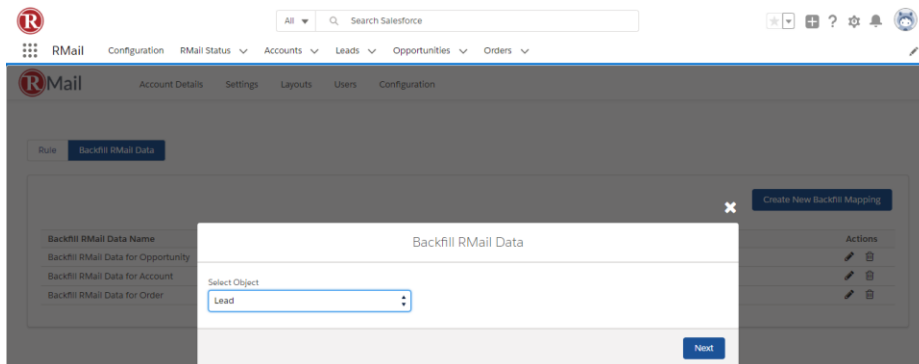 R
All
Search Salesforce
RMail Configuration RMail Status Accounts Leads Opportunities Orders
RMail Account Details Settings Layouts Users Configuration
Rule Backfill RMail Data
Create New Backfill Mapping
Backfill RMail Data
Backfill RMail Data Name Actions
Backfill RMail Data for Opportunity
Backfill RMail Data for Account
Backfill RMail Data for Order
Select Object
Lead
Next